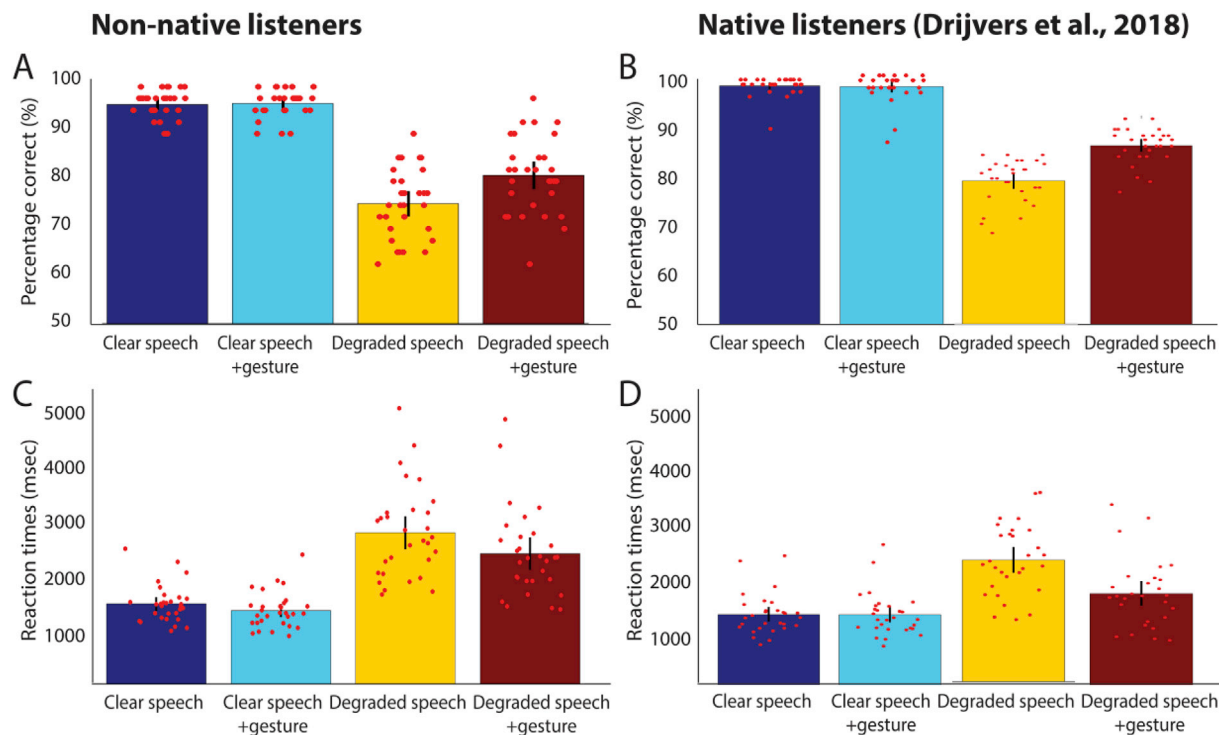 Non-native listeners
Native listeners (Drijvers et al., 2018)
A
Percentage correct (%)
100
90
80
70
60
50
Clear speech
Clear speech
+gesture
Degraded speech
Degraded speech
+gesture
B
Percentage correct (%)
100
90
80
70
60
50
Clear speech
Clear speech
+gesture
Degraded speech
Degraded speech
+gesture
C
Reaction times (msec)
5000
4000
3000
2000
1000
Clear speech
Clear speech
+gesture
Degraded speech
Degraded speech
+gesture
D
Reaction times (msec)
5000
4000
3000
2000
1000
Clear speech
Clear speech
+gesture
Degraded speech
Degraded speech
+gesture